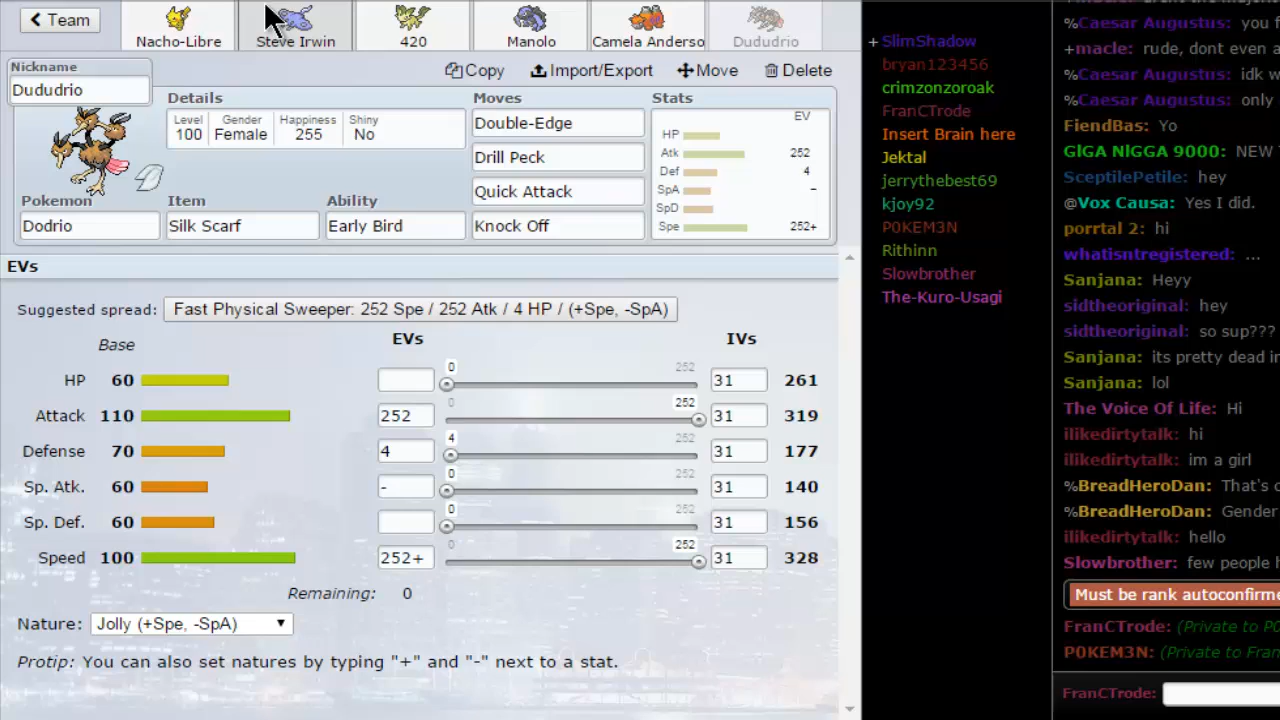 Team
Nacho-Libre
Steve Irwin
420
Manolo
Camela Anderso
Dududrio
Nickname
Dududrio
Copy
Import/Export
Move
Delete
Details
Moves
Stats
Level
100
Gender
Female
Happiness
255
Shiny
No
Double-Edge
Drill Peck
Quick Attack
Knock Off
EV
HP
Atk 252
Def 4
SpA -
SpD
Spe 252+
Pokemon
Dodrio
Item
Silk Scarf
Ability
Early Bird
EVs
Suggested spread: Fast Physical Sweeper: 252 Spe / 252 Atk / 4 HP / (+Spe, -SpA)
Base EVs IVs
HP 60 0 252 31 261
Attack 110 252 0 252 31 319
Defense 70 4 4 252 31 177
Sp. Atk. 60 - 0 252 31 140
Sp. Def. 60 0 252 31 156
Speed 100 252+ 0 252 31 328
Remaining: 0
Nature: Jolly (+Spe, -SpA)
Protip: You can also set natures by typing "+" and "-" next to a stat.
+ SlimShadow
bryan123456
crimzonzoroak
FranCTrode
Insert Brain here
Jektal
jerrythebest69
kjoy92
P0KEM3N
Rithinn
Slowbrother
The-Kuro-Usagi
%Caesar Augustus: you f
+macle: rude, dont even a
%Caesar Augustus: idk w
%Caesar Augustus: only
FiendBas: Yo
GlGA NlGGA 9000: NEW
SceptilePetile: hey
@Vox Causa: Yes I did.
porrtal 2: hi
whatisntregistered: ...
Sanjana: Heyy
sidtheoriginal: hey
sidtheoriginal: so sup???
Sanjana: its pretty dead i
Sanjana: lol
The Voice Of Life: Hi
ilikedirtytalk: hi
ilikedirtytalk: im a girl
%BreadHeroDan: That's
%BreadHeroDan: Gender
ilikedirtytalk: hello
Slowbrother: few people
Must be rank autoconfirme
FranCTrode: (Private to P0
P0KEM3N: (Private to Fran
FranCTrode: